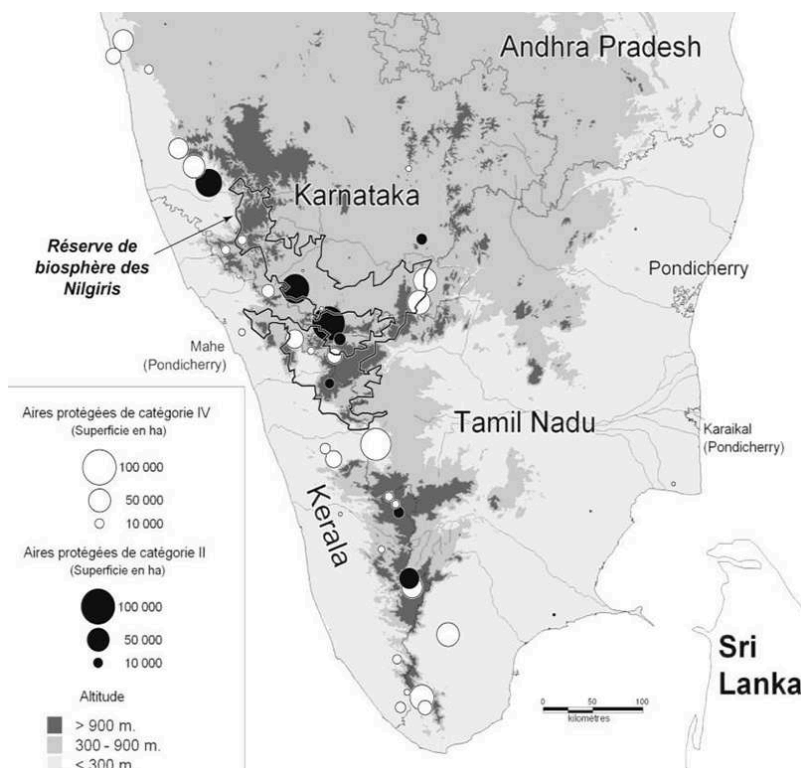 Andhra Pradesh
Karnataka
Réserve de
biosphère des
Nilgiris
Pondicherry
Mahe
(Pondicherry)
Tamil Nadu
Karaikal
(Pondicherry)
Kerala
Sri
Lanka
Aires protégées de catégorie IV
(Superficie en ha)
100 000
50 000
10 000
Aires protégées de catégorie II
(Superficie en ha)
100 000
50 000
10 000
Altitude
> 900 m.
300 - 900 m.
< 300 m
0 50 100
kilomètres